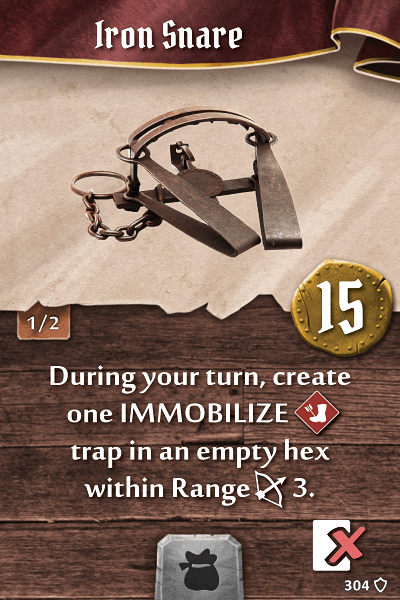 Iron Snare
1/2
15
During your turn, create
one IMMOBILIZE
trap in an empty hex
within Range 3.
304